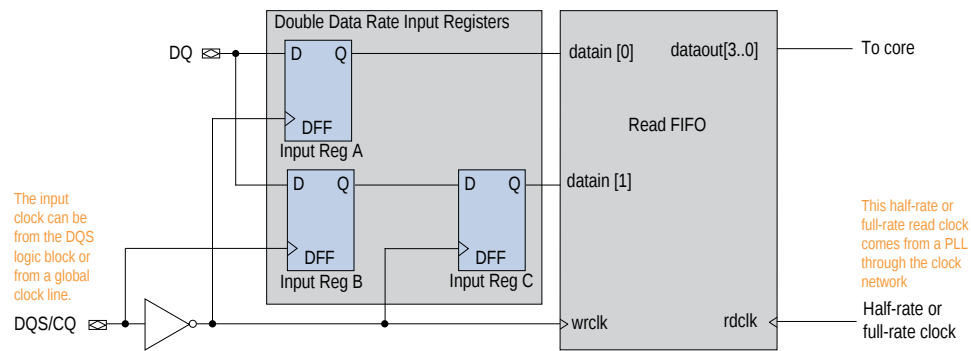 Double Data Rate Input Registers
DQ
D Q
DFF
Input Reg A
datain [0]
dataout[3..0]
To core
Read FIFO
D Q
DFF
Input Reg B
D Q
DFF
Input Reg C
datain [1]
The input
clock can be
from the DQS
logic block or
from a global
clock line.
This half-rate or
full-rate read clock
comes from a PLL
through the clock
network
DQS/CQ
wrclk
rdclk
Half-rate or
full-rate clock